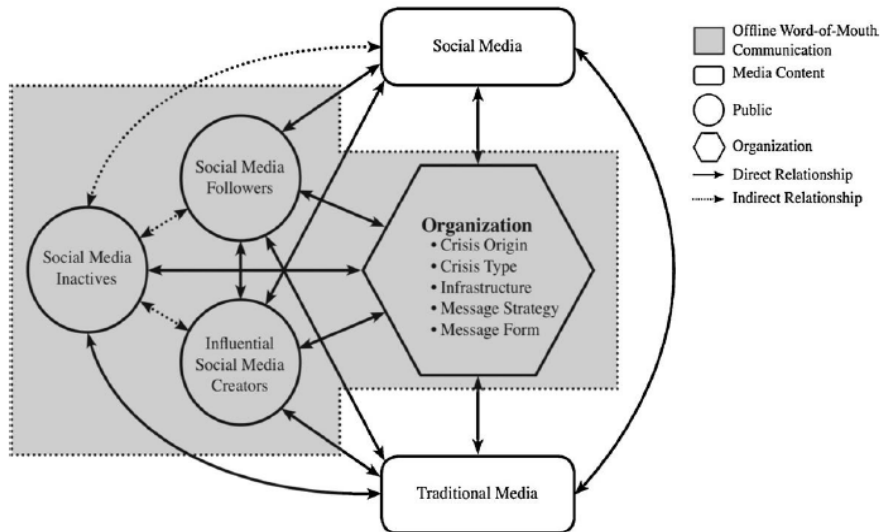 Social Media
Offline Word-of-Mouth
Communication
Media Content
Public
Organization
Direct Relationship
Indirect Relationship
Social Media
Followers
Social Media
Inactives
Influential
Social Media
Creators
Organization
• Crisis Origin
• Crisis Type
• Infrastructure
• Message Strategy
• Message Form
Traditional Media